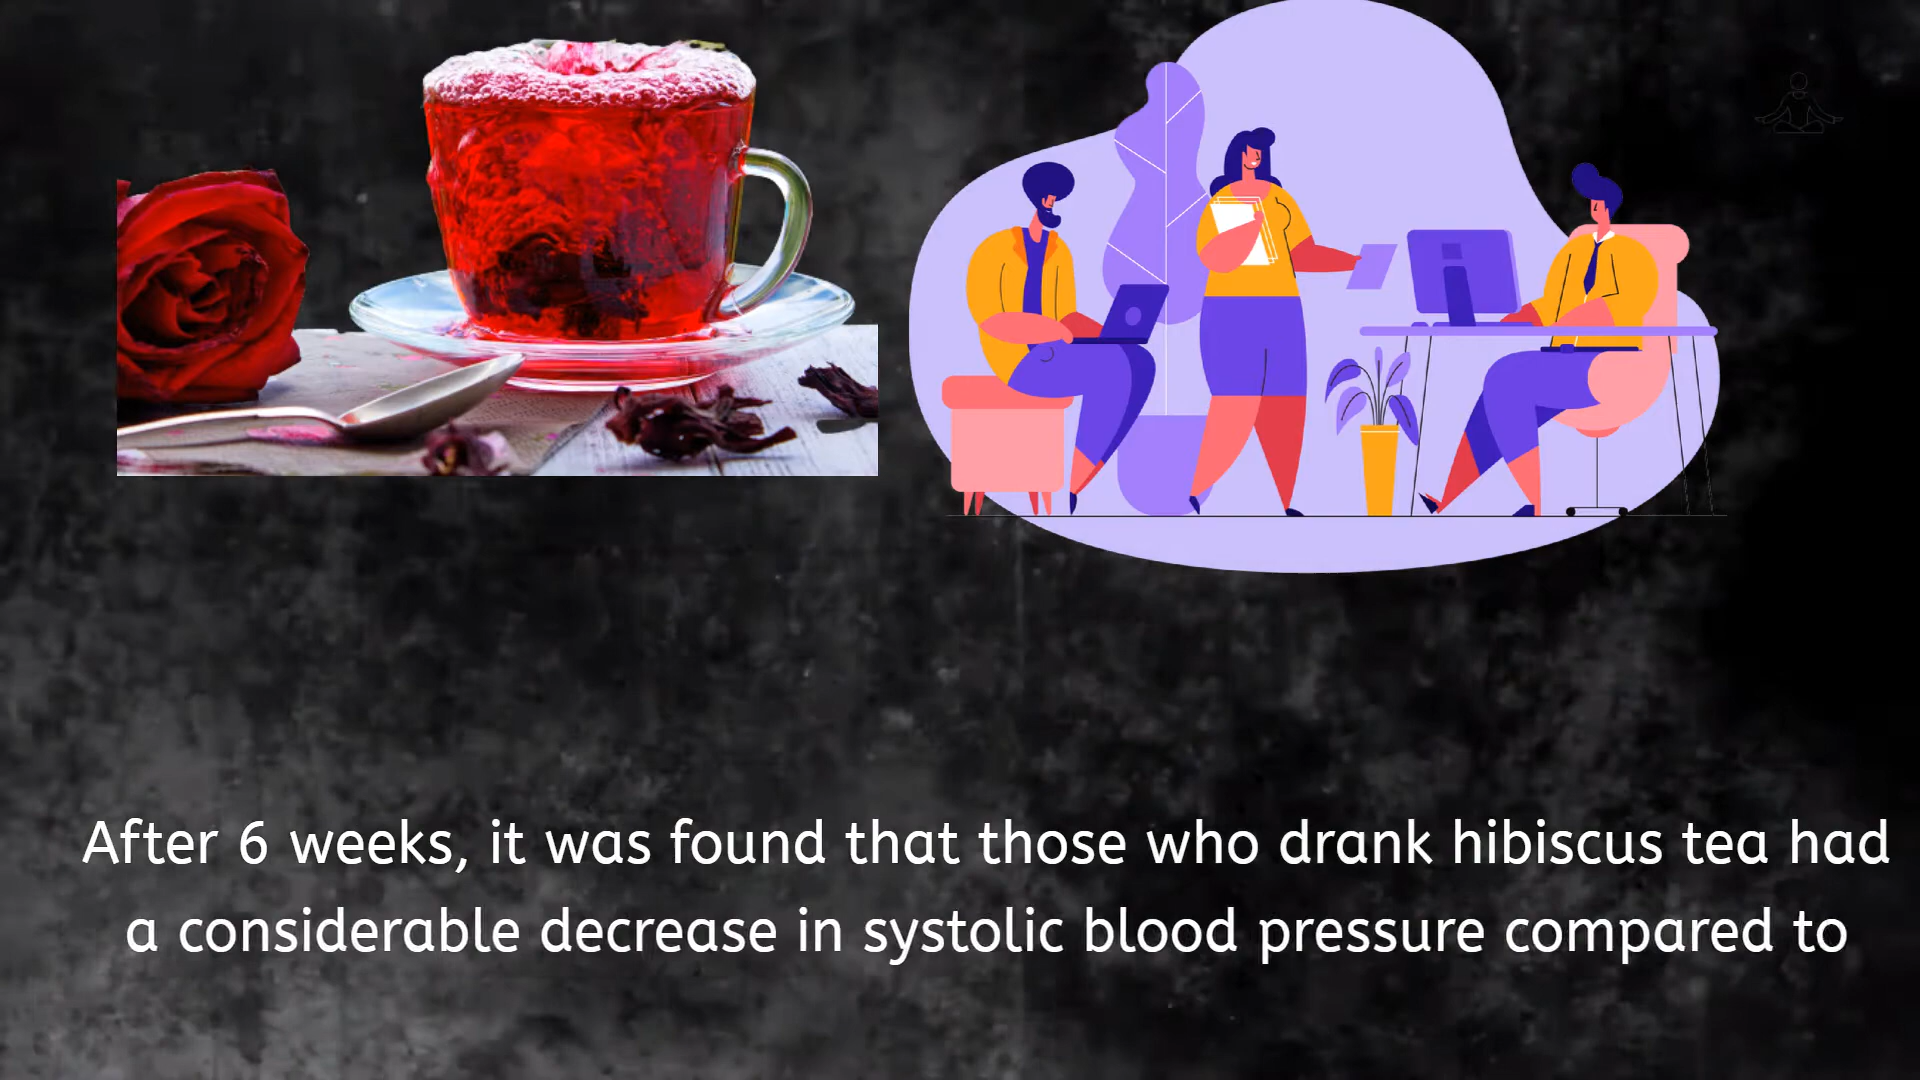 After 6 weeks, it was found that those who drank hibiscus tea had
a considerable decrease in systolic blood pressure compared to